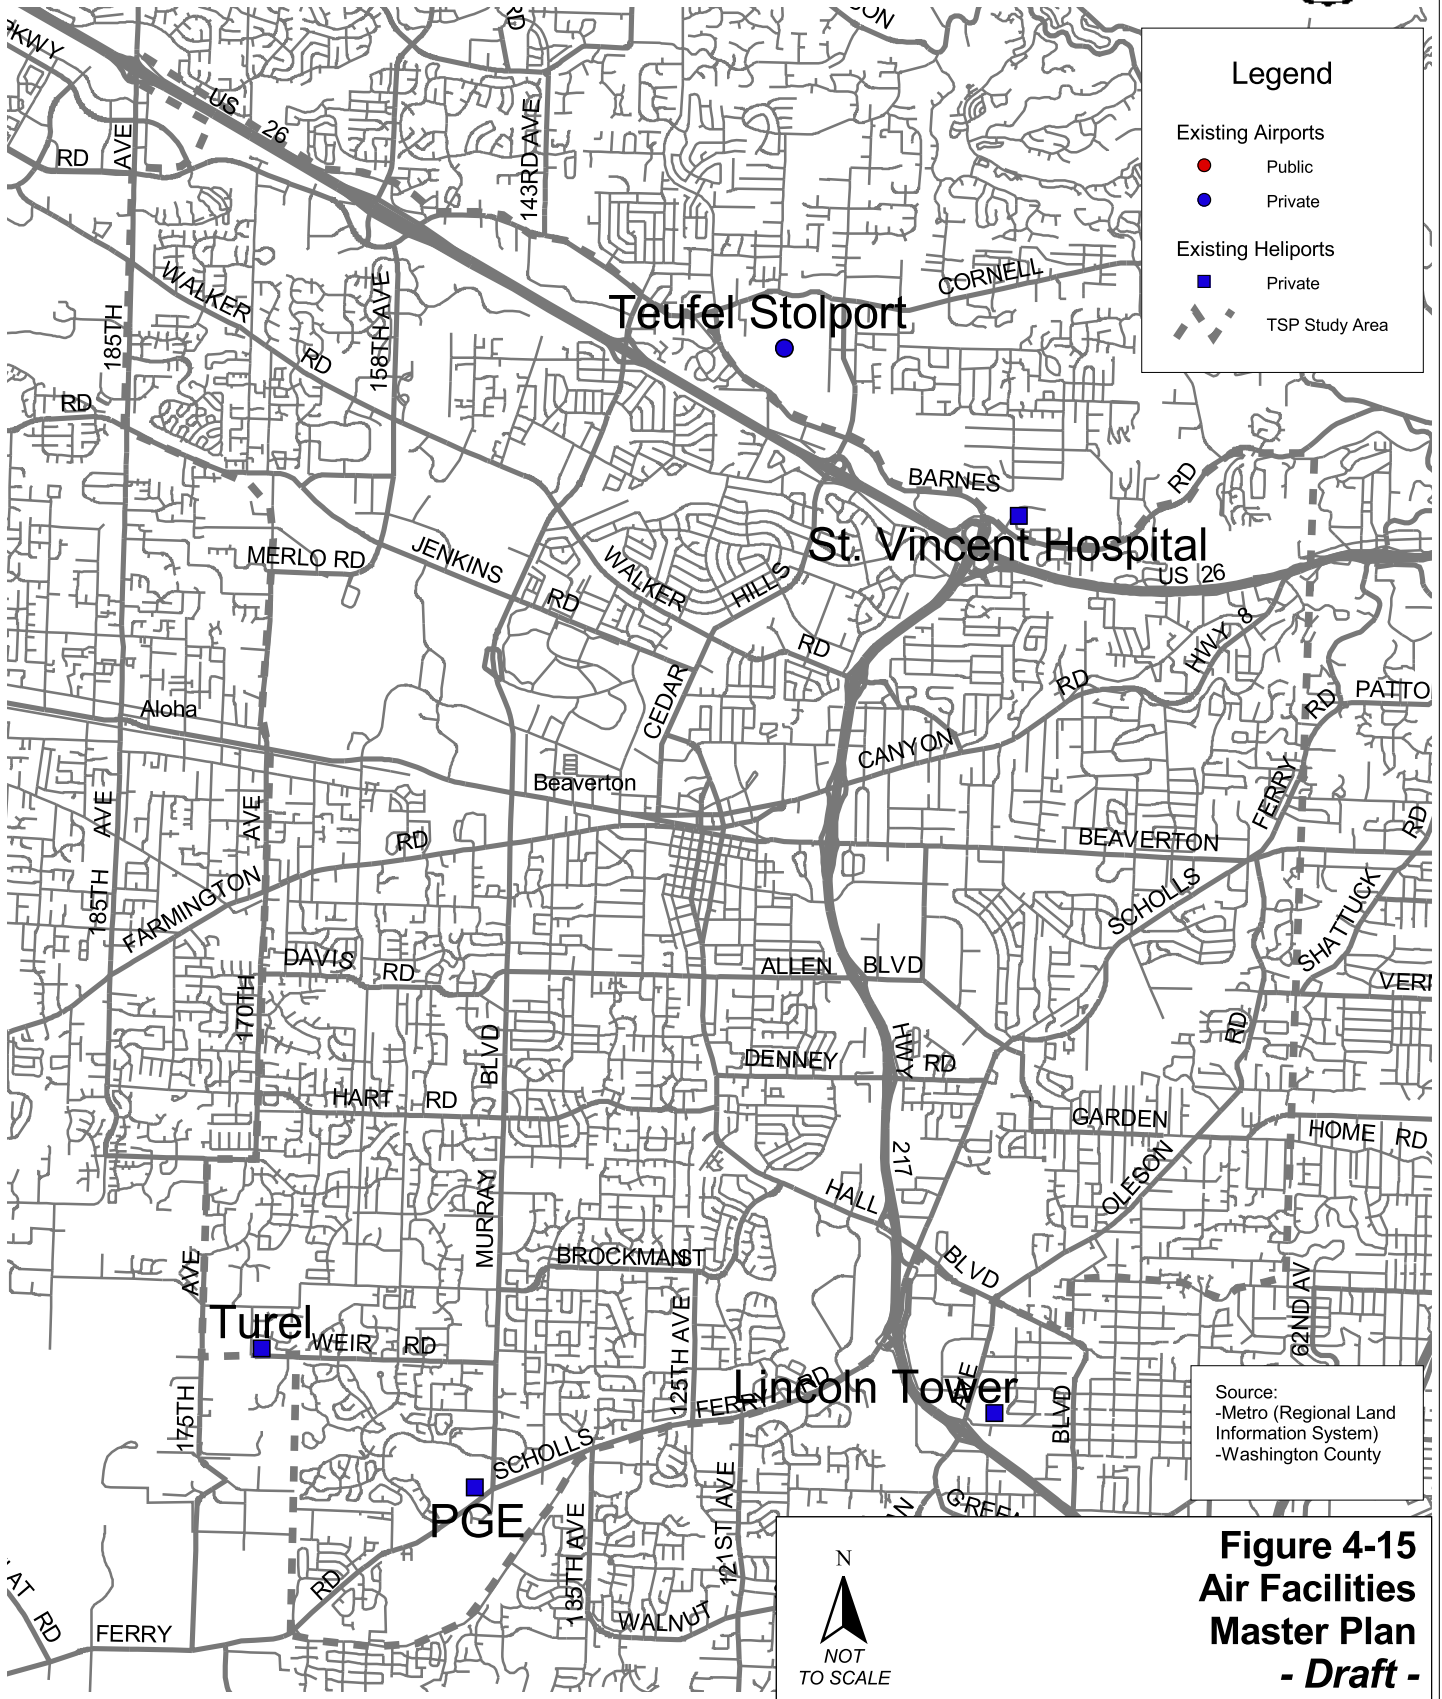 PKWY
US 26
RD
AVE
143RD AVE
RD
Legend
Existing Airports
Public
Private
Existing Heliports
Private
TSP Study Area
WALKER
RD
158TH AVE
185TH
CORNELL
Teufel Stolport
RD
BARNES
RD
St. Vincent Hospital
US 26
MERLO RD
JENKINS
RD
WALKER
RD
HILLS
CEDAR
HWY 8
RD
RD
PATTO
Aloha
CANYON
Beaverton
FERRY
AVE
AVE
RD
BEAVERTON
RD
185TH
FARMINGTON
SCHOLLS
SHATTUCK
DAVIS
RD
ALLEN
BLVD
VER
170TH
BLVD
HWY
DENNEY
RD
RD
HART
RD
GARDEN
HOME RD
217
OLESON
HALL
BLVD
MURRAY
BROCKMAN
ST
AVE
62ND AV
Turel
WEIR
RD
125TH AVE
Lincoln Tower
RD
AVE
FERRY
BLVD
175TH
SCHOLLS
Source:
-Metro (Regional Land
Information System)
-Washington County
PGE
135TH AVE
121ST AVE
RD
WALNUT
RD
FERRY
N
NOT
TO SCALE
Figure 4-15
Air Facilities
Master Plan
- Draft -